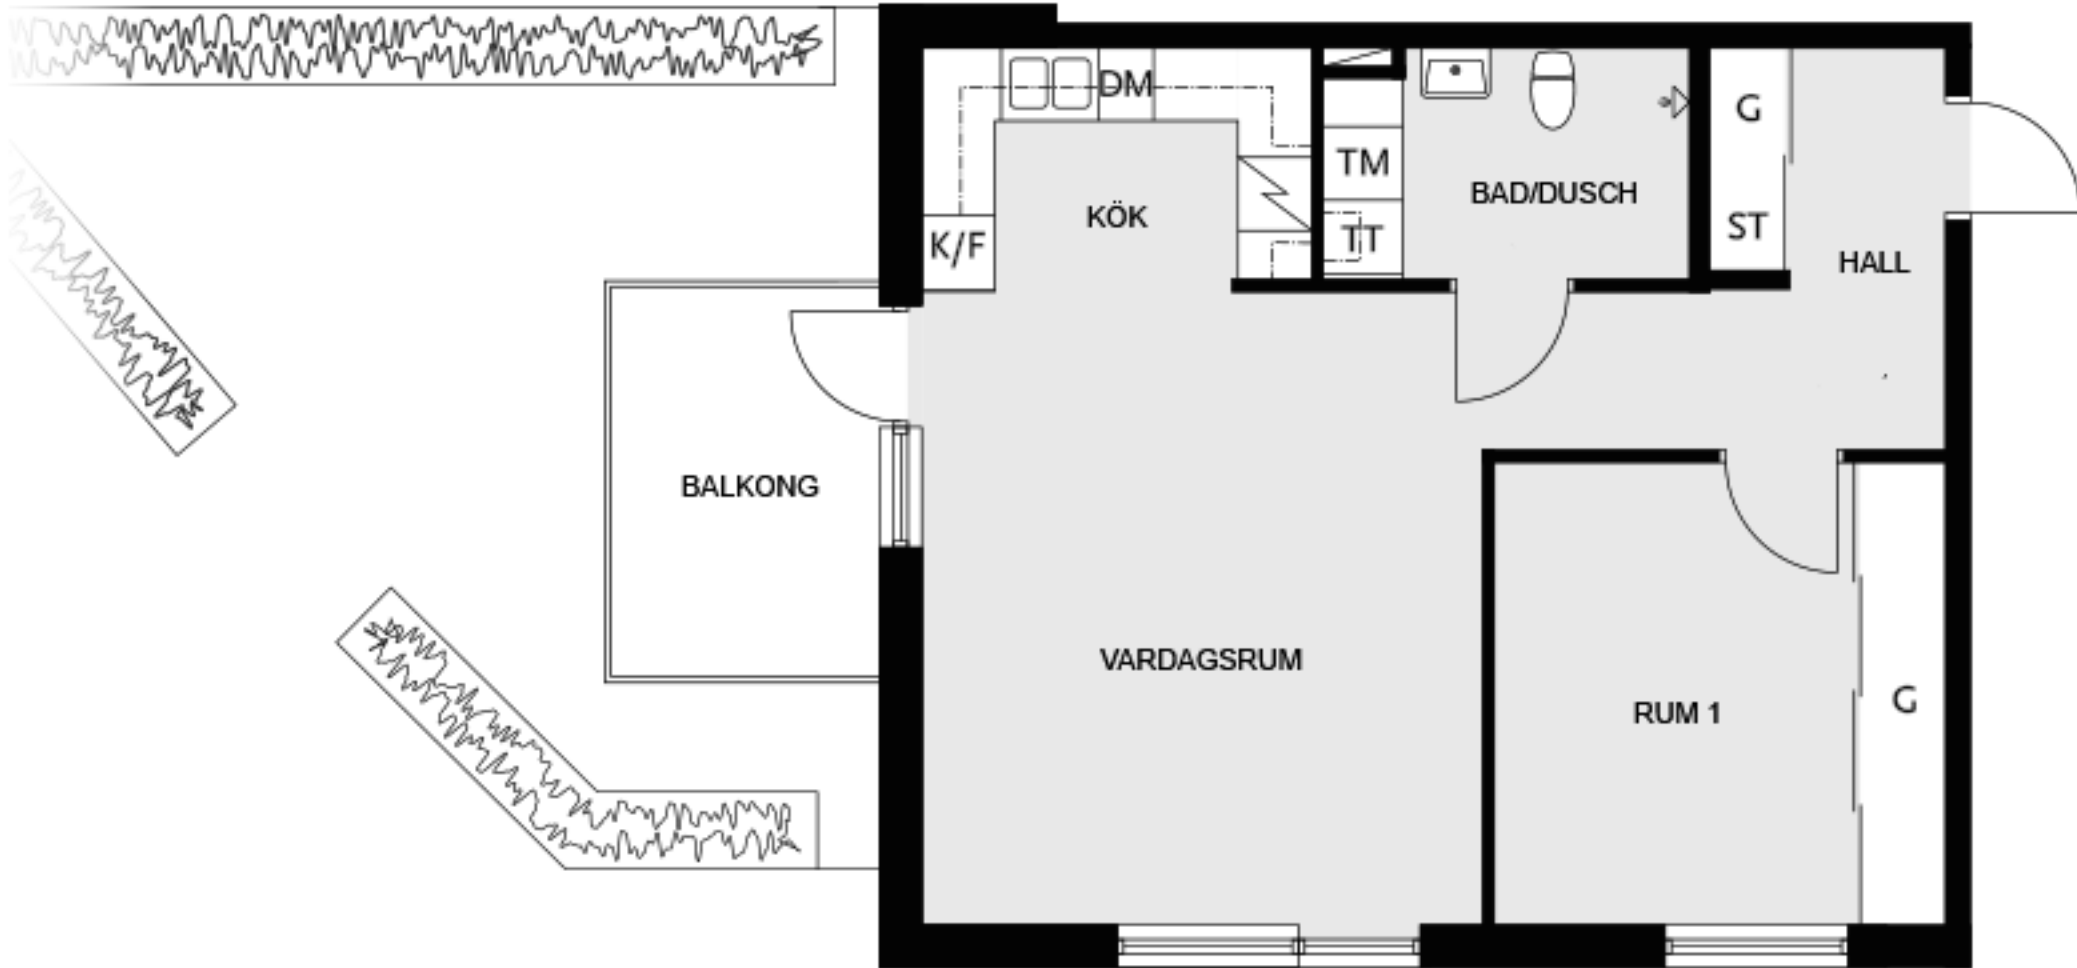 DM
G
TM
BAD/DUSCH
KÖK
K/F
TT
ST
HALL
BALKONG
VARDAGSRUM
RUM 1
G